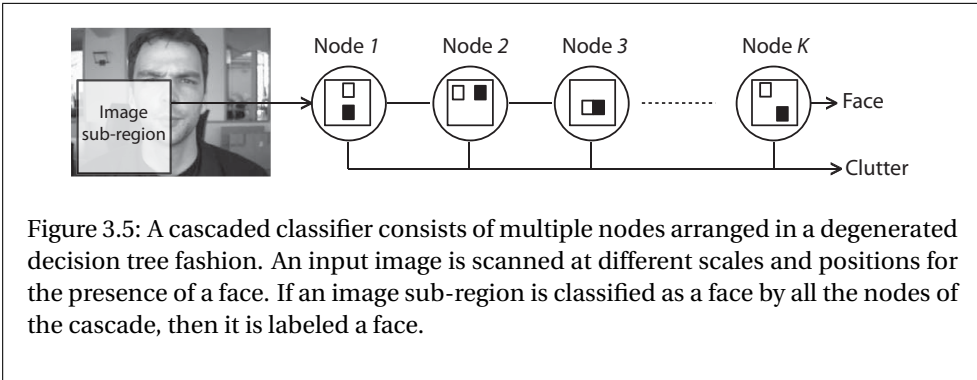 Node 1 Node 2 Node 3 Node K
Image
sub-region
Face
Clutter
Figure 3.5: A cascaded classifier consists of multiple nodes arranged in a degenerated
decision tree fashion. An input image is scanned at different scales and positions for
the presence of a face. If an image sub-region is classified as a face by all the nodes of
the cascade, then it is labeled a face.